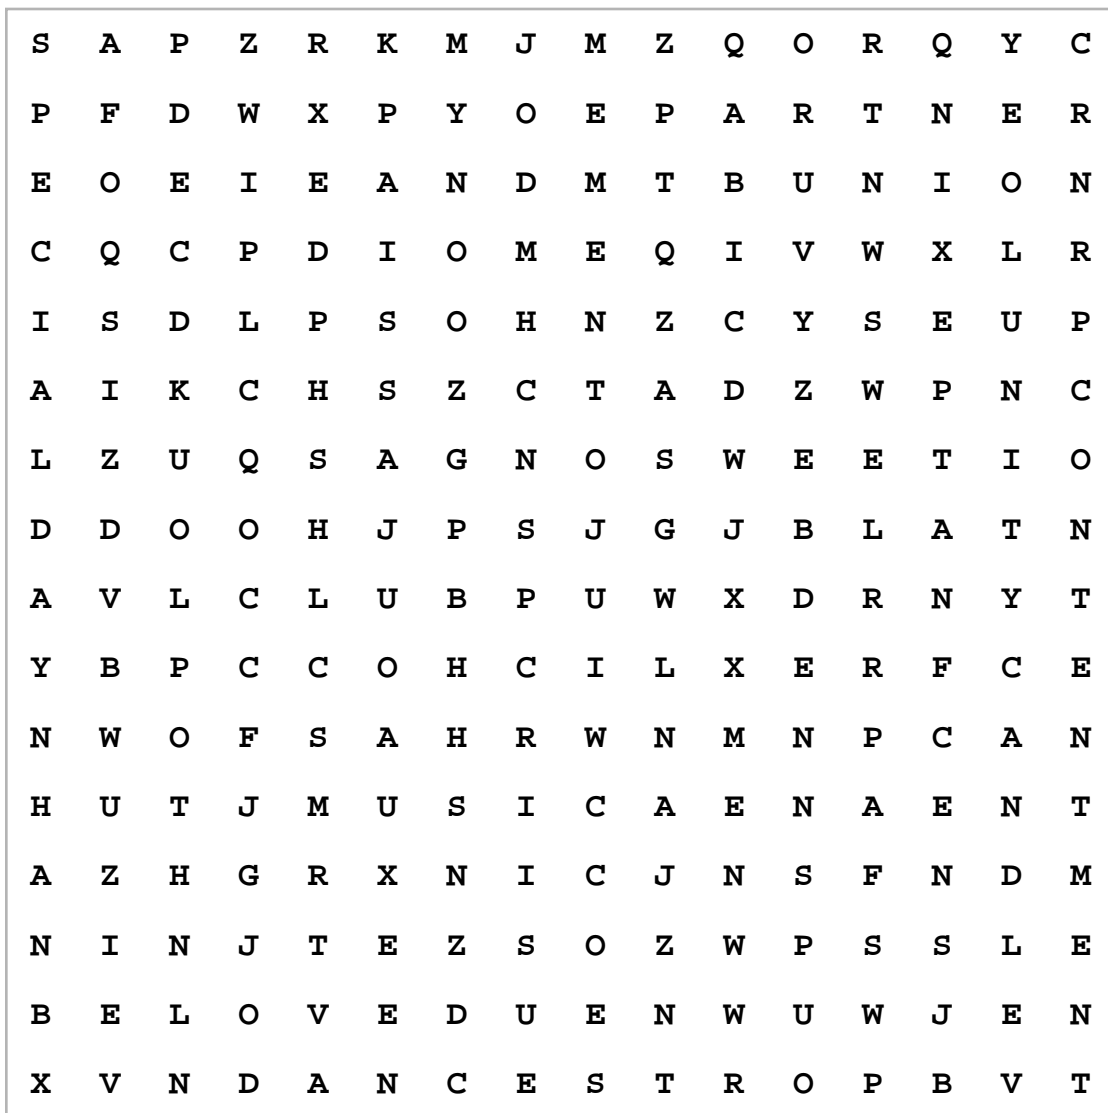 S A P Z R K M J M Z Q O R Q Y C
P F D W X P Y O E P A R T N E R
E O E I E A N D M T B U N I O N
C Q C P D I O M E Q I V W X L R
I S D L P S O H N Z C Y S E U P
A I K C H S Z C T A D Z W P N C
L Z U Q S A G N O S W E E T I O
D D O O H J P S J G J B L A T N
A V L C L U B P U W X D R N Y T
Y B P C C O H C I L X E R F C E
N W O F S A H R W N M N P C A N
H U T J M U S I C A E N A E N T
A Z H G R X N I C J N S F N D M
N I N J T E Z S O Z W P S S L E
B E L O V E D U E N W U W J E N
X V N D A N C E S T R O P B V T